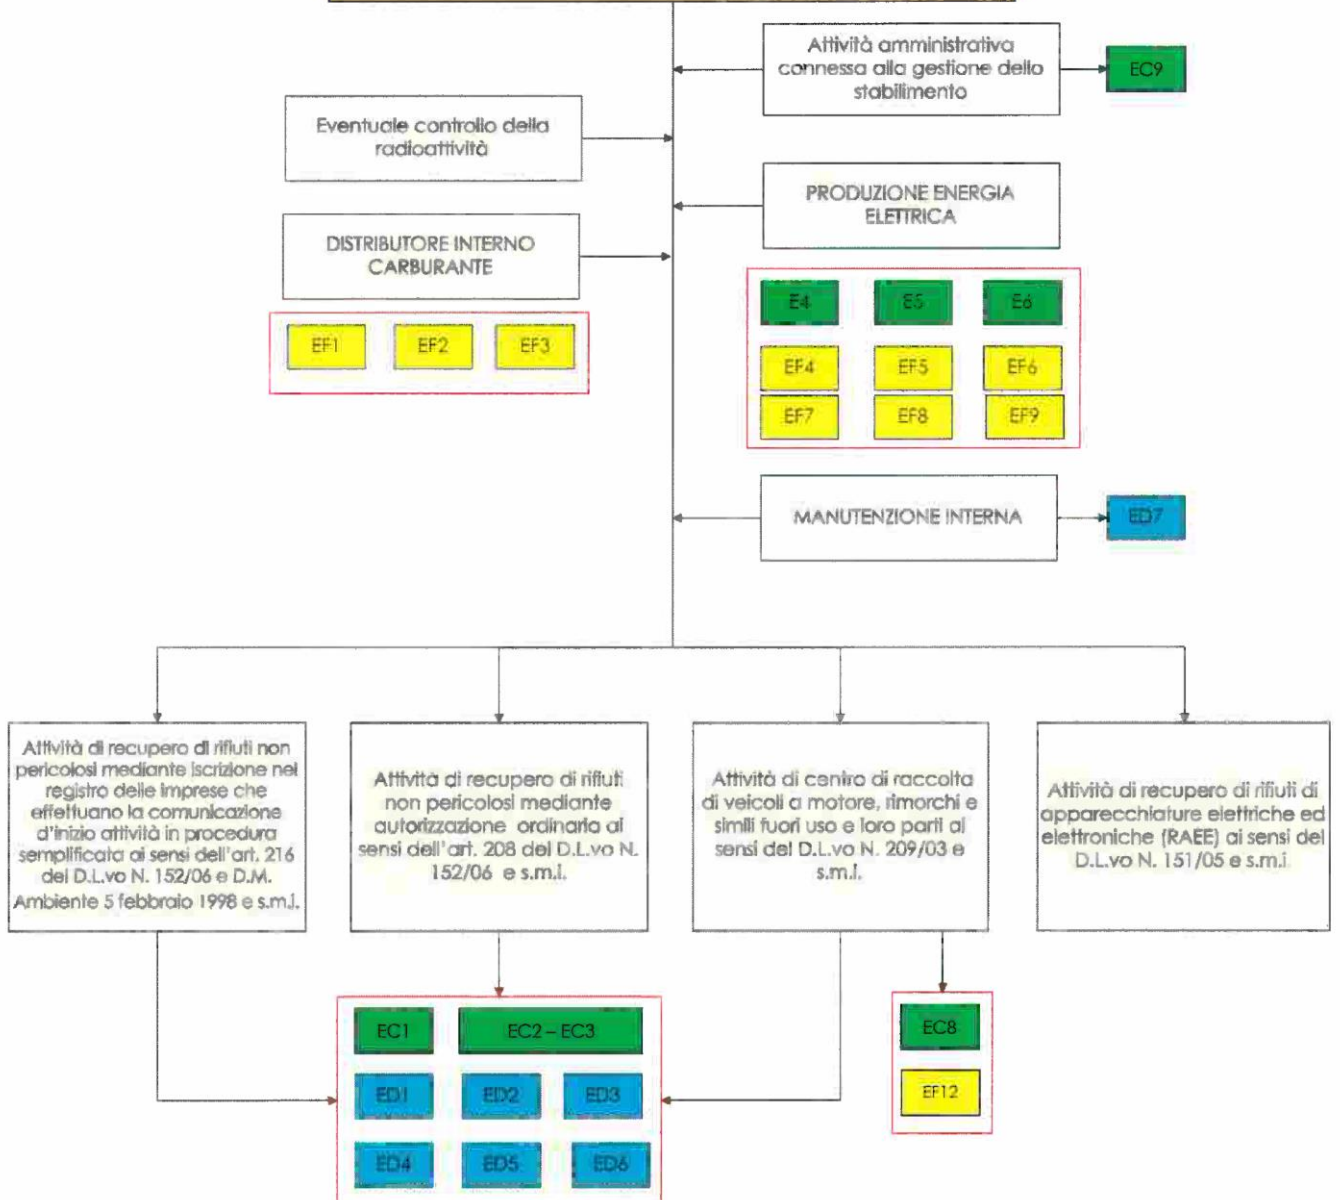 Attività amministrativa
connessa alla gestione dello
stabilimento
EC9
Eventuale controllo della
radioattività
PRODUZIONE ENERGIA
ELETTRICA
DISTRIBUTORE INTERNO
CARBURANTE
E4
E5
E6
EF1
EF2
EF3
EF4
EF5
EF6
EF7
EF8
EF9
MANUTENZIONE INTERNA
ED7
Attività di recupero di rifiuti non
pericolosi mediante iscrizione nel
registro delle imprese che
effettuano la comunicazione
d'inizio attività in procedura
semplificata ai sensi dell'art. 216
del D.L.vo N. 152/06 e D.M.
Ambiente 5 febbraio 1998 e s.m.i.
Attività di recupero di rifiuti
non pericolosi mediante
autorizzazione ordinaria ai
sensi dell'art. 208 del D.L.vo N.
152/06 e s.m.i.
Attività di centro di raccolta
di veicoli a motore, rimorchi e
simili fuori uso e loro parti ai
sensi del D.L.vo N. 209/03 e
s.m.i.
Attività di recupero di rifiuti di
apparecchiature elettriche ed
elettroniche (RAEE) ai sensi del
D.L.vo N. 151/05 e s.m.i
EC1
EC2 – EC3
EC8
ED1
ED2
ED3
EF12
ED4
ED5
ED6